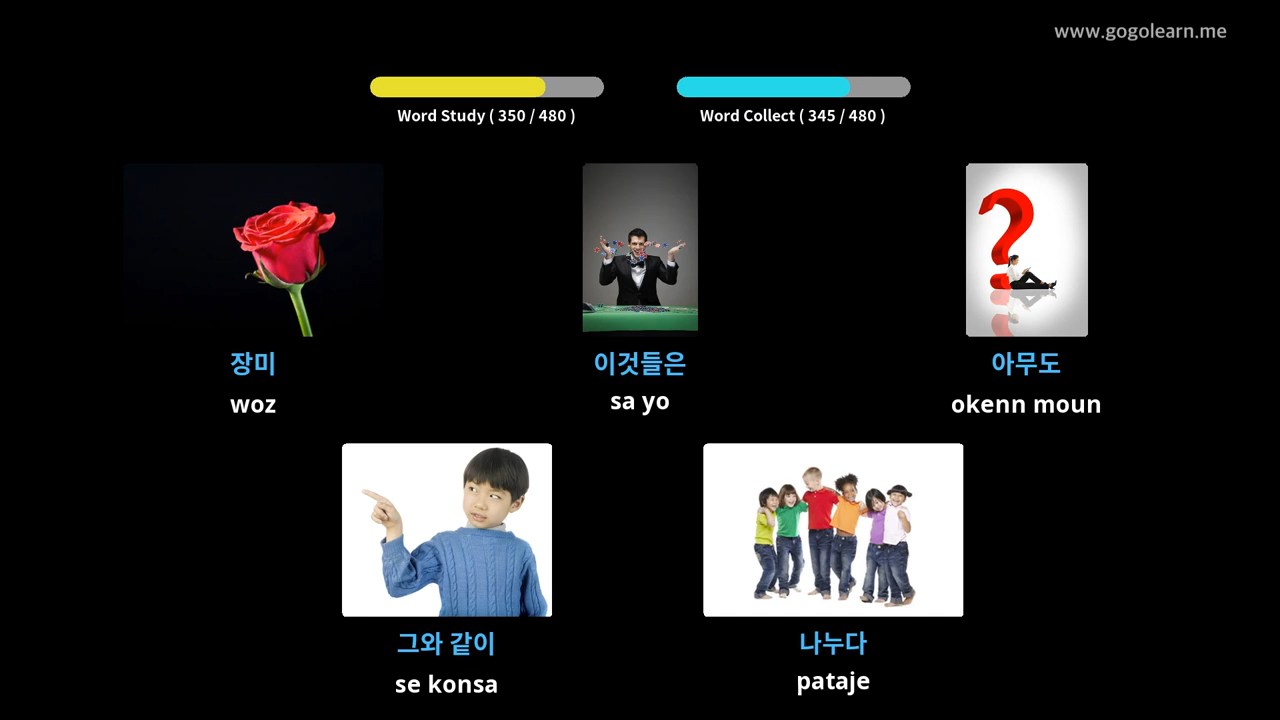 www.gogolearn.me
Word Study ( 350 / 480 )
Word Collect ( 345 / 480 )
장미
woz
이것들은
sa yo
아무도
okenn moun
그와 같이
se konsa
나누다
pataje